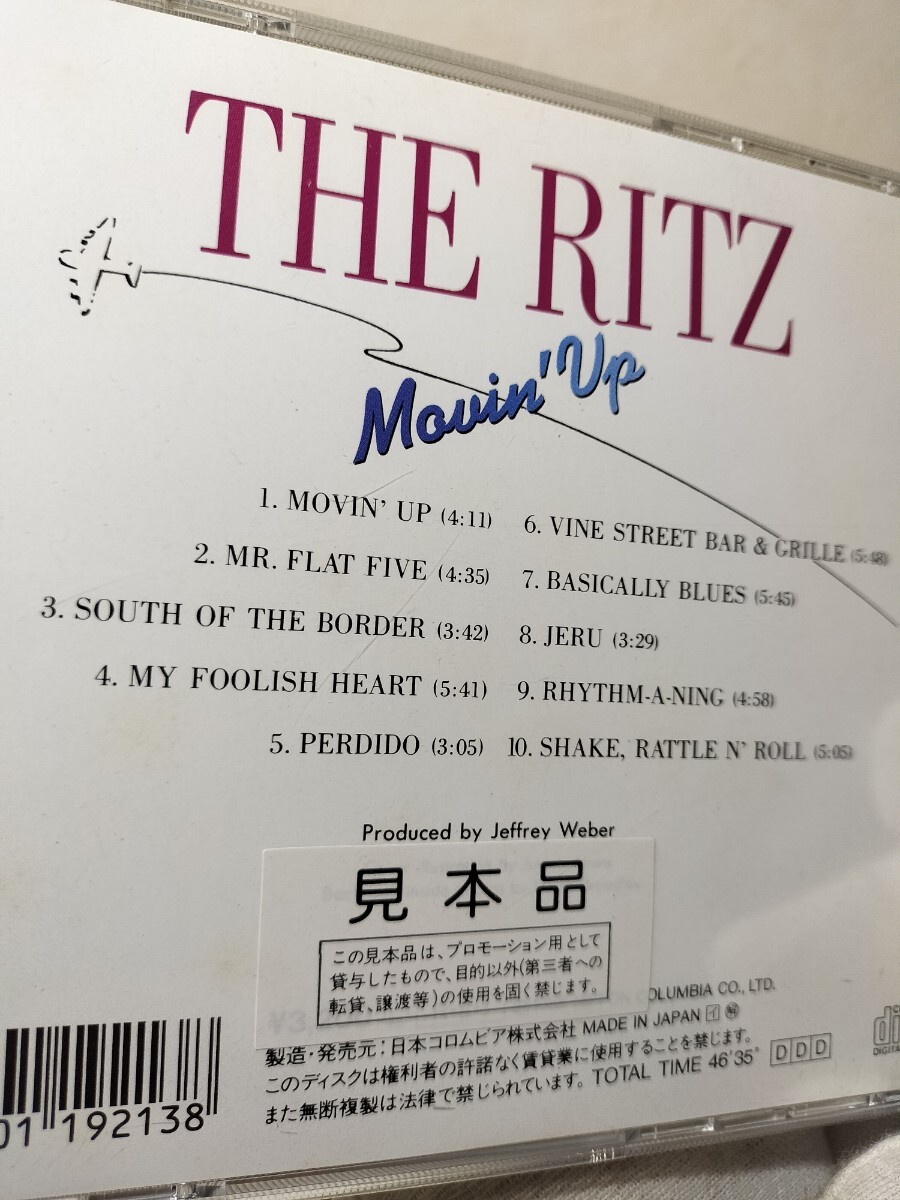 THE RITZ
Movin' Up
1. MOVIN' UP (4:11)
2. MR. FLAT FIVE (4:35)
3. SOUTH OF THE BORDER (3:42)
4. MY FOOLISH HEART (5:41)
5. PERDIDO (3:05)
6. VINE STREET BAR & GRILLE (5:48)
7. BASICALLY BLUES (5:45)
8. JERU (3:29)
9. RHYTHM-A-NING (4:58)
10. SHAKE, RATTLE N' ROLL (5:05)
Produced by Jeffrey Weber
見本品
この見本品は、プロモーション用として
貸与したもので、目的以外(第三者への
転貸、譲渡等)の使用を固く禁じます。
COLUMBIA CO., LTD.
製造・発売元:日本コロムビア株式会社 MADE IN JAPAN
このディスクは権利者の許諾なく賃貸業に使用することを禁じます。
また無断複製は法律で禁じられています。 TOTAL TIME 46'35" DDD
192138